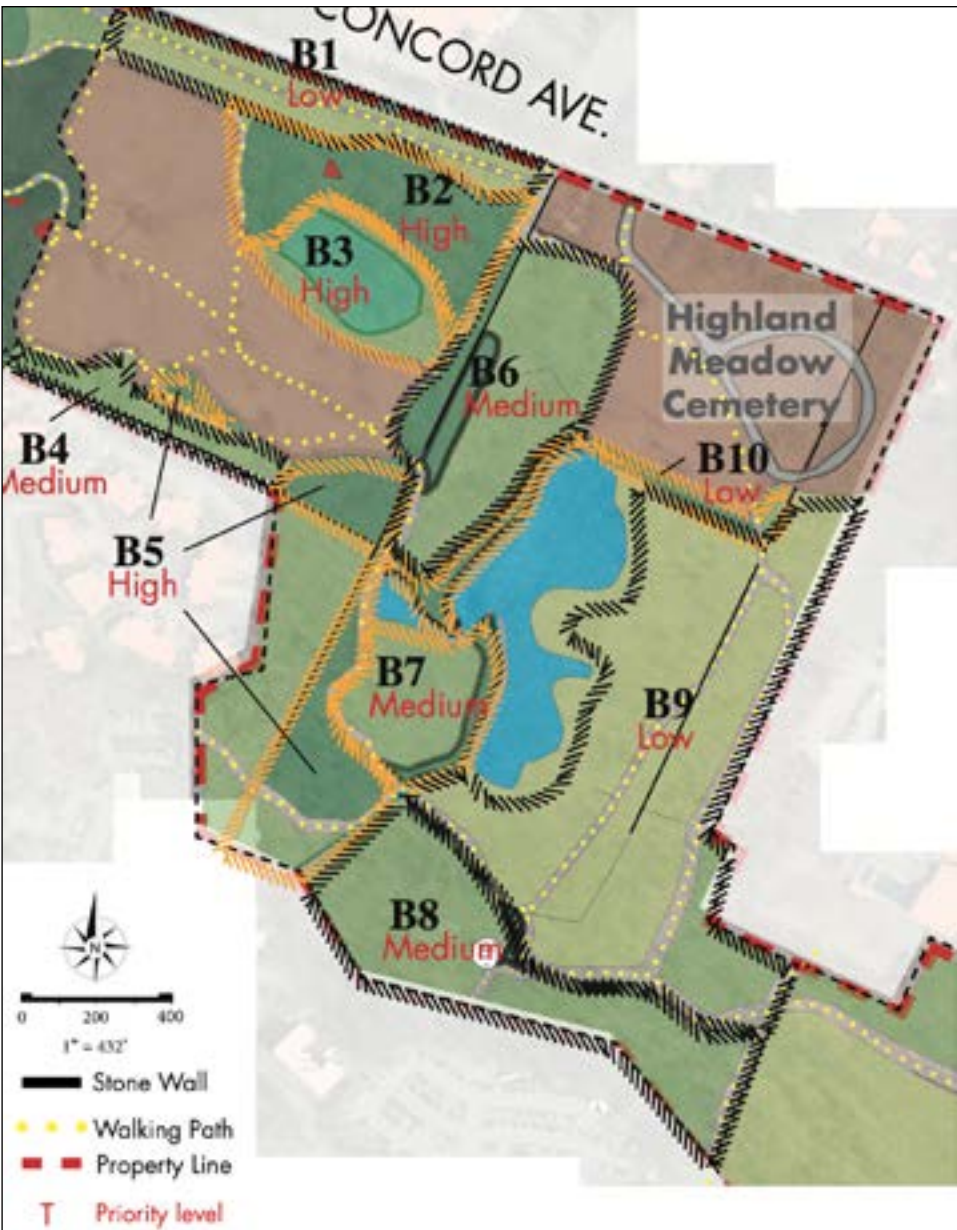 CONCORD AVE.
B1
Low
B2
High
B3
High
Highland
Meadow
Cemetery
B6
Medium
B4
Medium
B10
Low
B5
High
B7
Medium
B9
Low
B8
Medium
N
0 200 400
1" = 432'
Stone Wall
Walking Path
Property Line
T Priority level